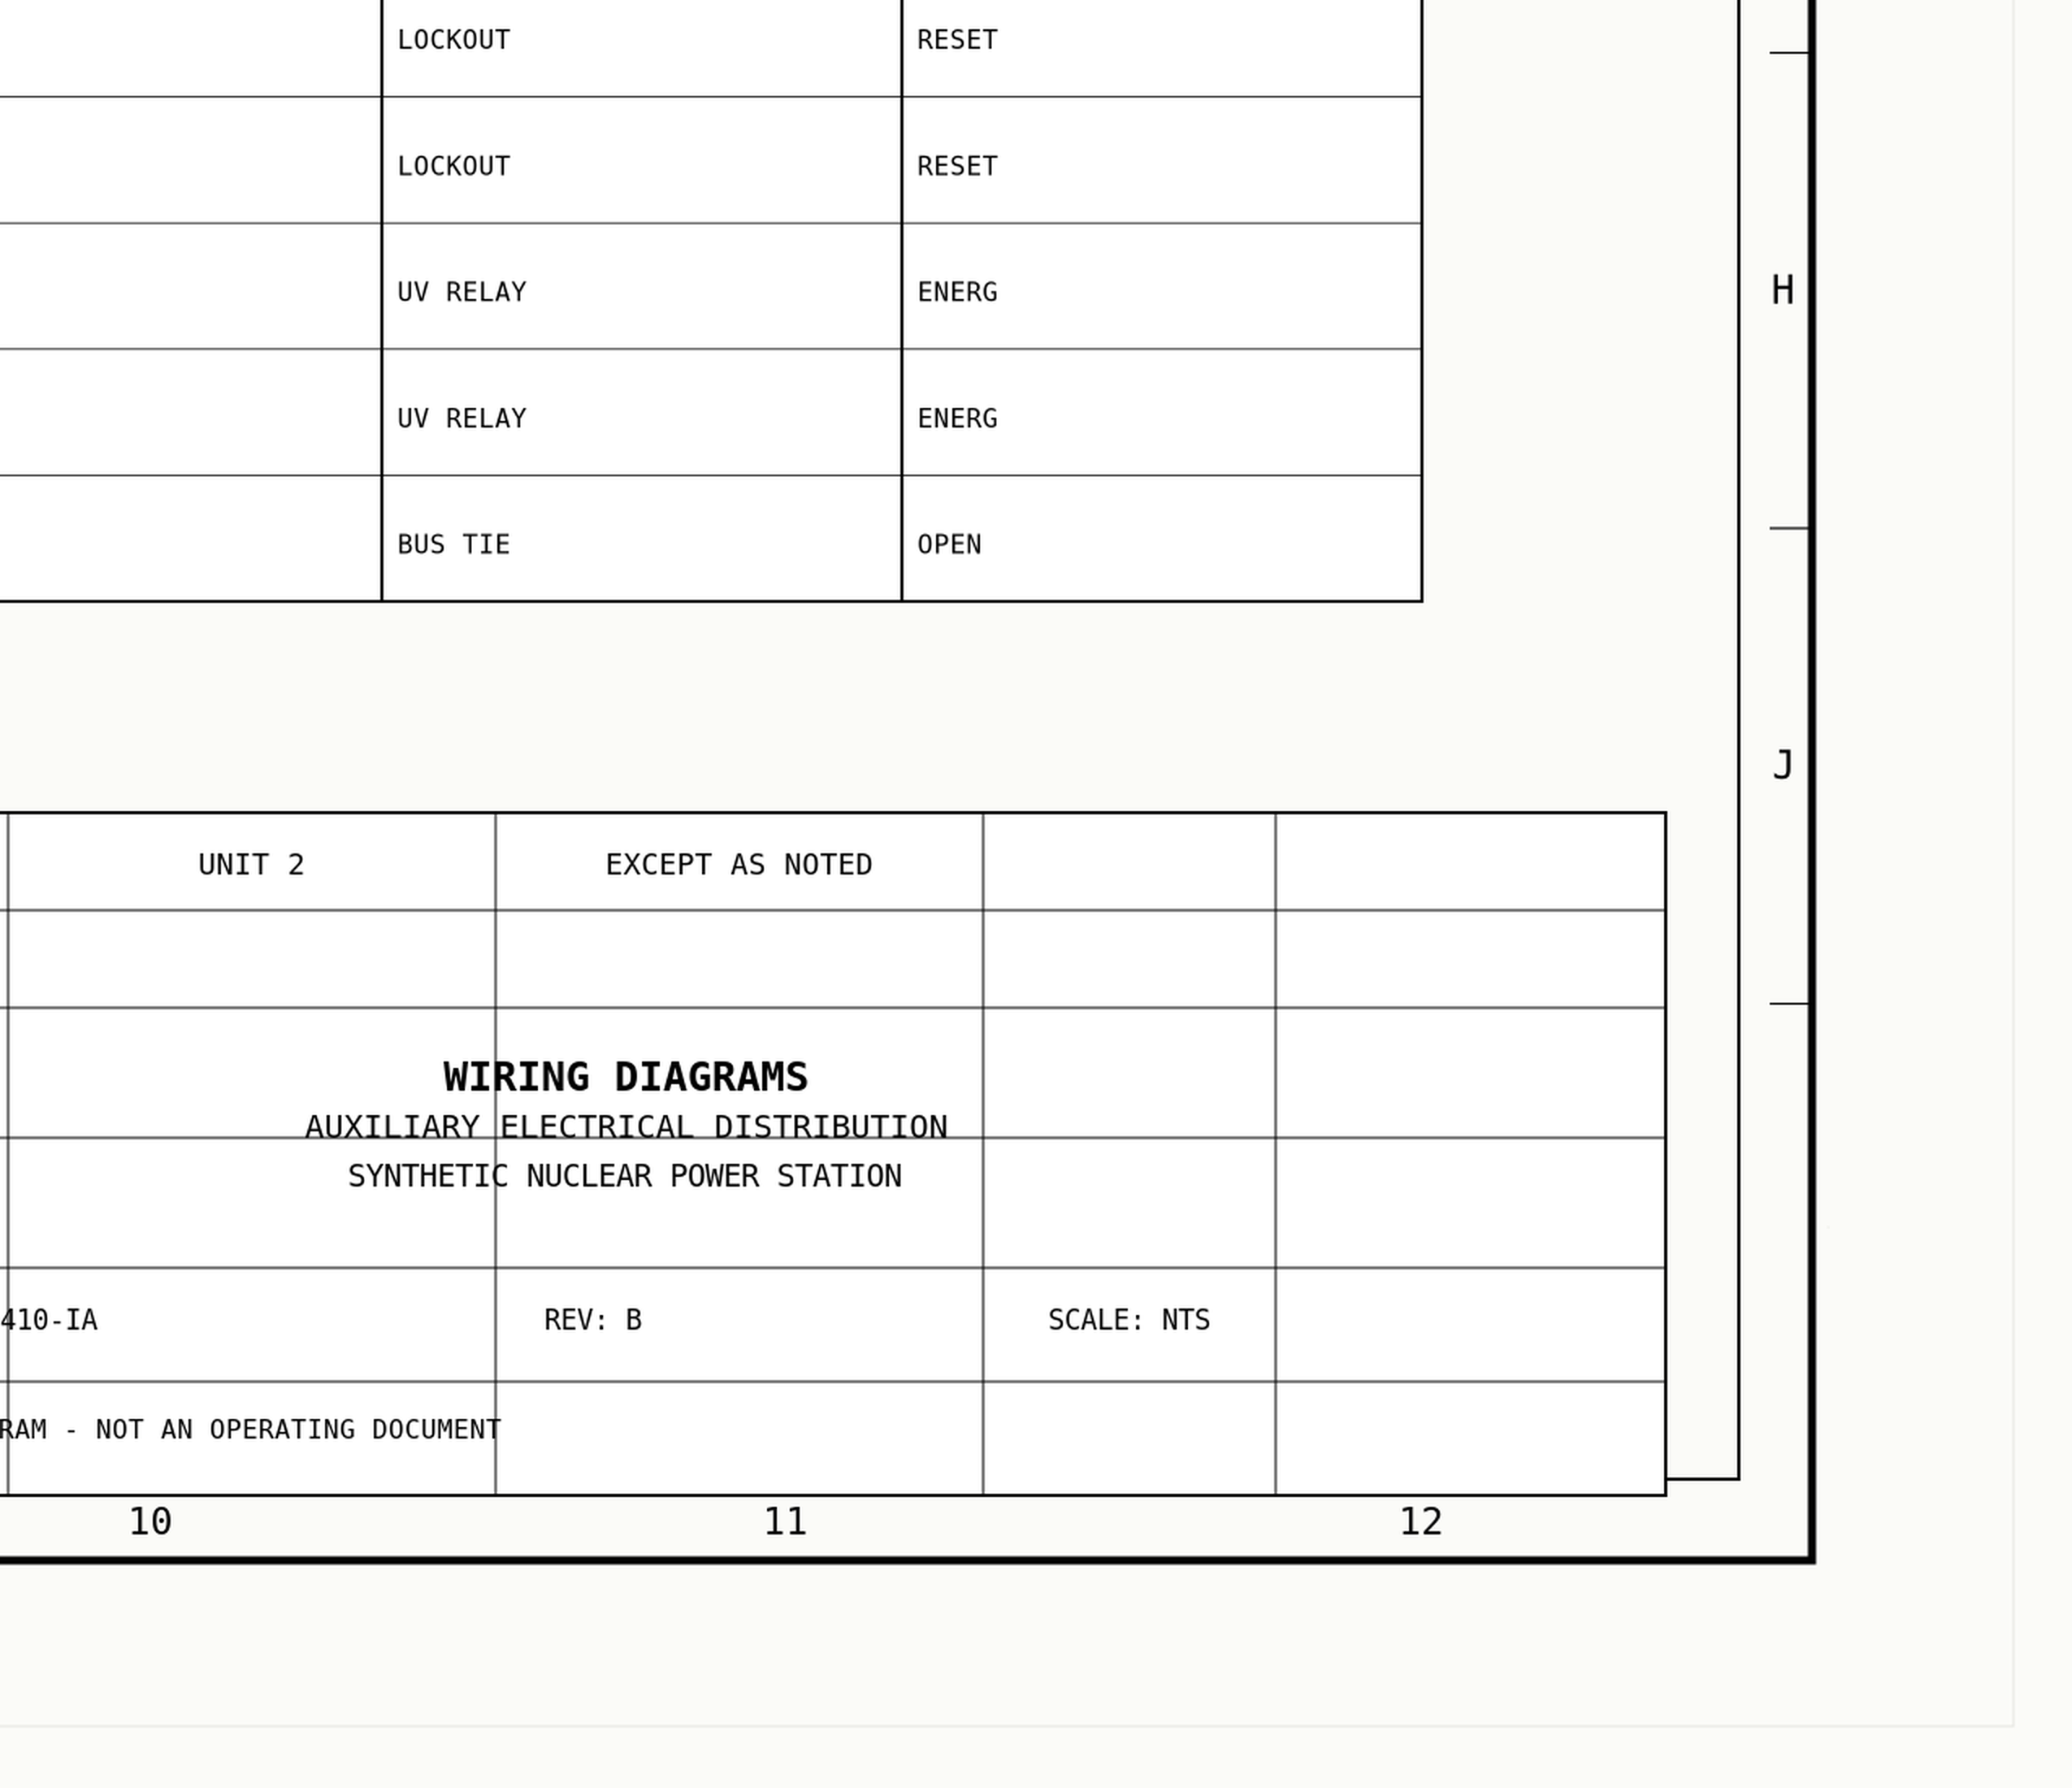 LOCKOUT RESET
LOCKOUT RESET
UV RELAY ENERG
H
UV RELAY ENERG
BUS TIE OPEN
J
UNIT 2 EXCEPT AS NOTED
WIRING DIAGRAMS
AUXILIARY ELECTRICAL DISTRIBUTION
SYNTHETIC NUCLEAR POWER STATION
410-IA REV: B SCALE: NTS
RAM - NOT AN OPERATING DOCUMENT
10 11 12